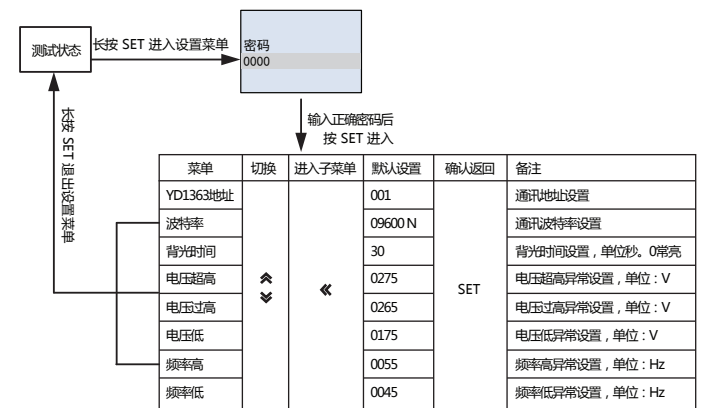 测试状态
长按 SET 进入设置菜单
密码
0000
输入正确密码后
按 SET 进入
长按 SET 退出设置菜单
菜单 切换 进入子菜单 默认设置 确认返回 备注
YD1363地址 001 通讯地址设置
波特率 09600 N 通讯波特率设置
背光时间 30 背光时间设置，单位秒。0常亮
电压超高 0275 电压超高异常设置，单位：V
SET
电压过高 0265 电压过高异常设置，单位：V
电压低 0175 电压低异常设置，单位：V
频率高 0055 频率高异常设置，单位：Hz
频率低 0045 频率低异常设置，单位：Hz